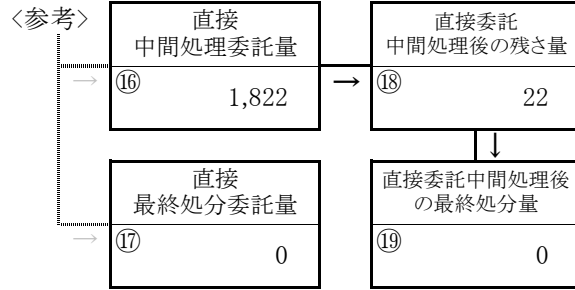 〈参考〉
直接
中間処理委託量
→
⑯
1,822
→
直接委託
中間処理後の残さ量
⑱
22
↓
直接
最終処分委託量
→
⑰
0
直接委託中間処理後
の最終処分量
⑲
0